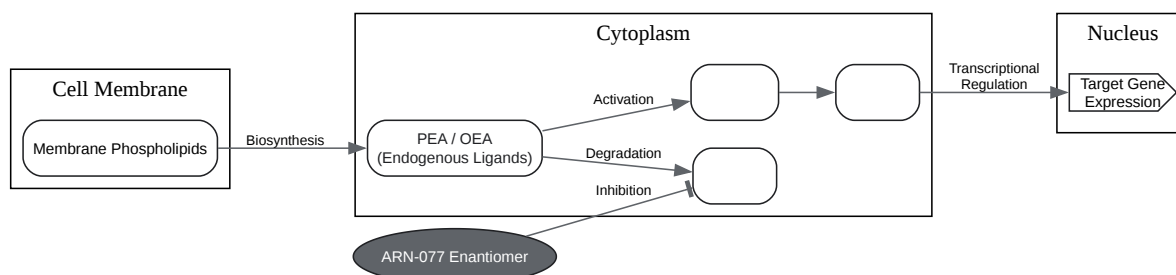 Cytoplasm
Nucleus
Cell Membrane
Transcriptional
Regulation
Target Gene
Expression
Activation
Membrane Phospholipids
Biosynthesis
PEA / OEA
(Endogenous Ligands)
Degradation
Inhibition
ARN-077 Enantiomer